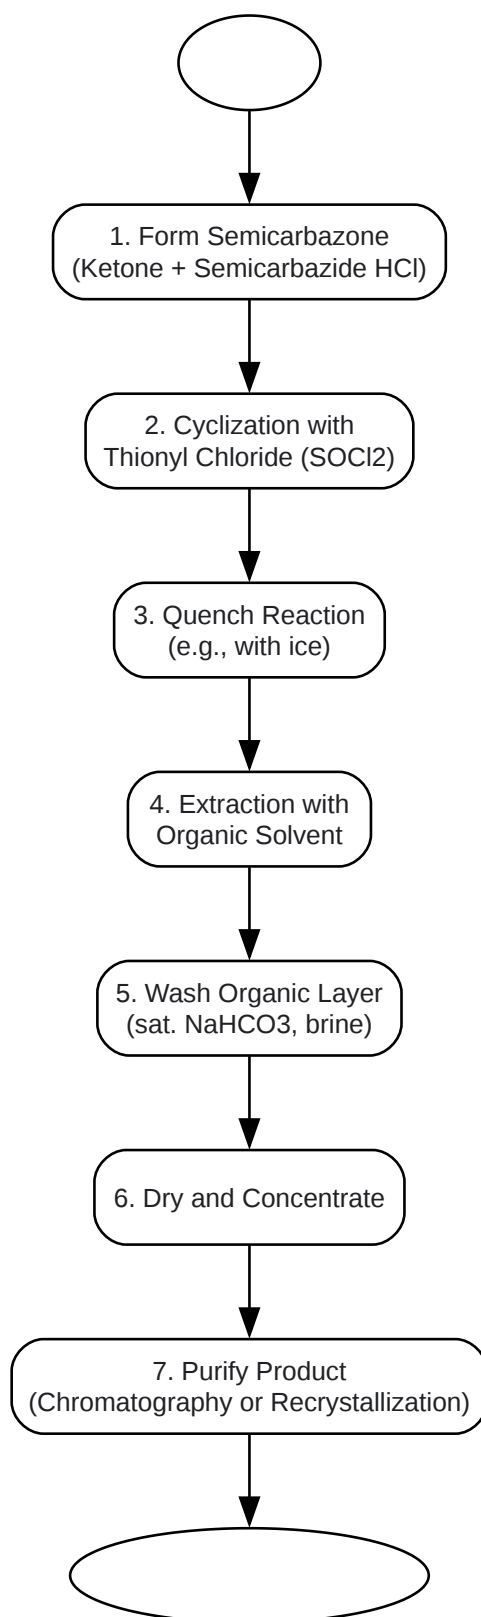 1. Form Semicarbazone
(Ketone + Semicarbazide HCl)
2. Cyclization with
Thionyl Chloride (SOCl2)
3. Quench Reaction
(e.g., with ice)
4. Extraction with
Organic Solvent
5. Wash Organic Layer
(sat. NaHCO3, brine)
6. Dry and Concentrate
7. Purify Product
(Chromatography or Recrystallization)